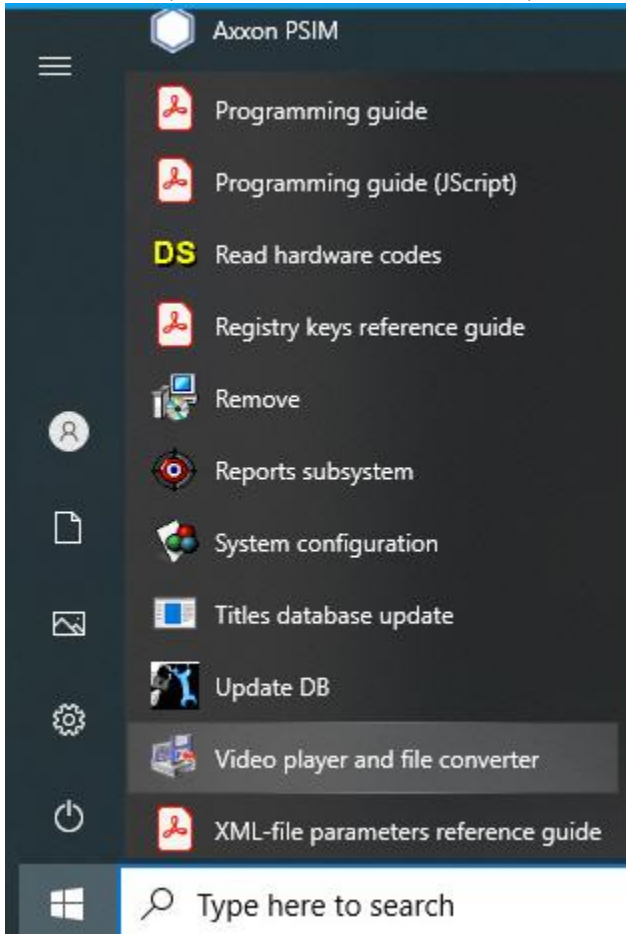 Axxon PSIM
Programming guide
Programming guide (JScript)
DS Read hardware codes
Registry keys reference guide
Remove
Reports subsystem
System configuration
Titles database update
Update DB
Video player and file converter
XML-file parameters reference guide
Type here to search